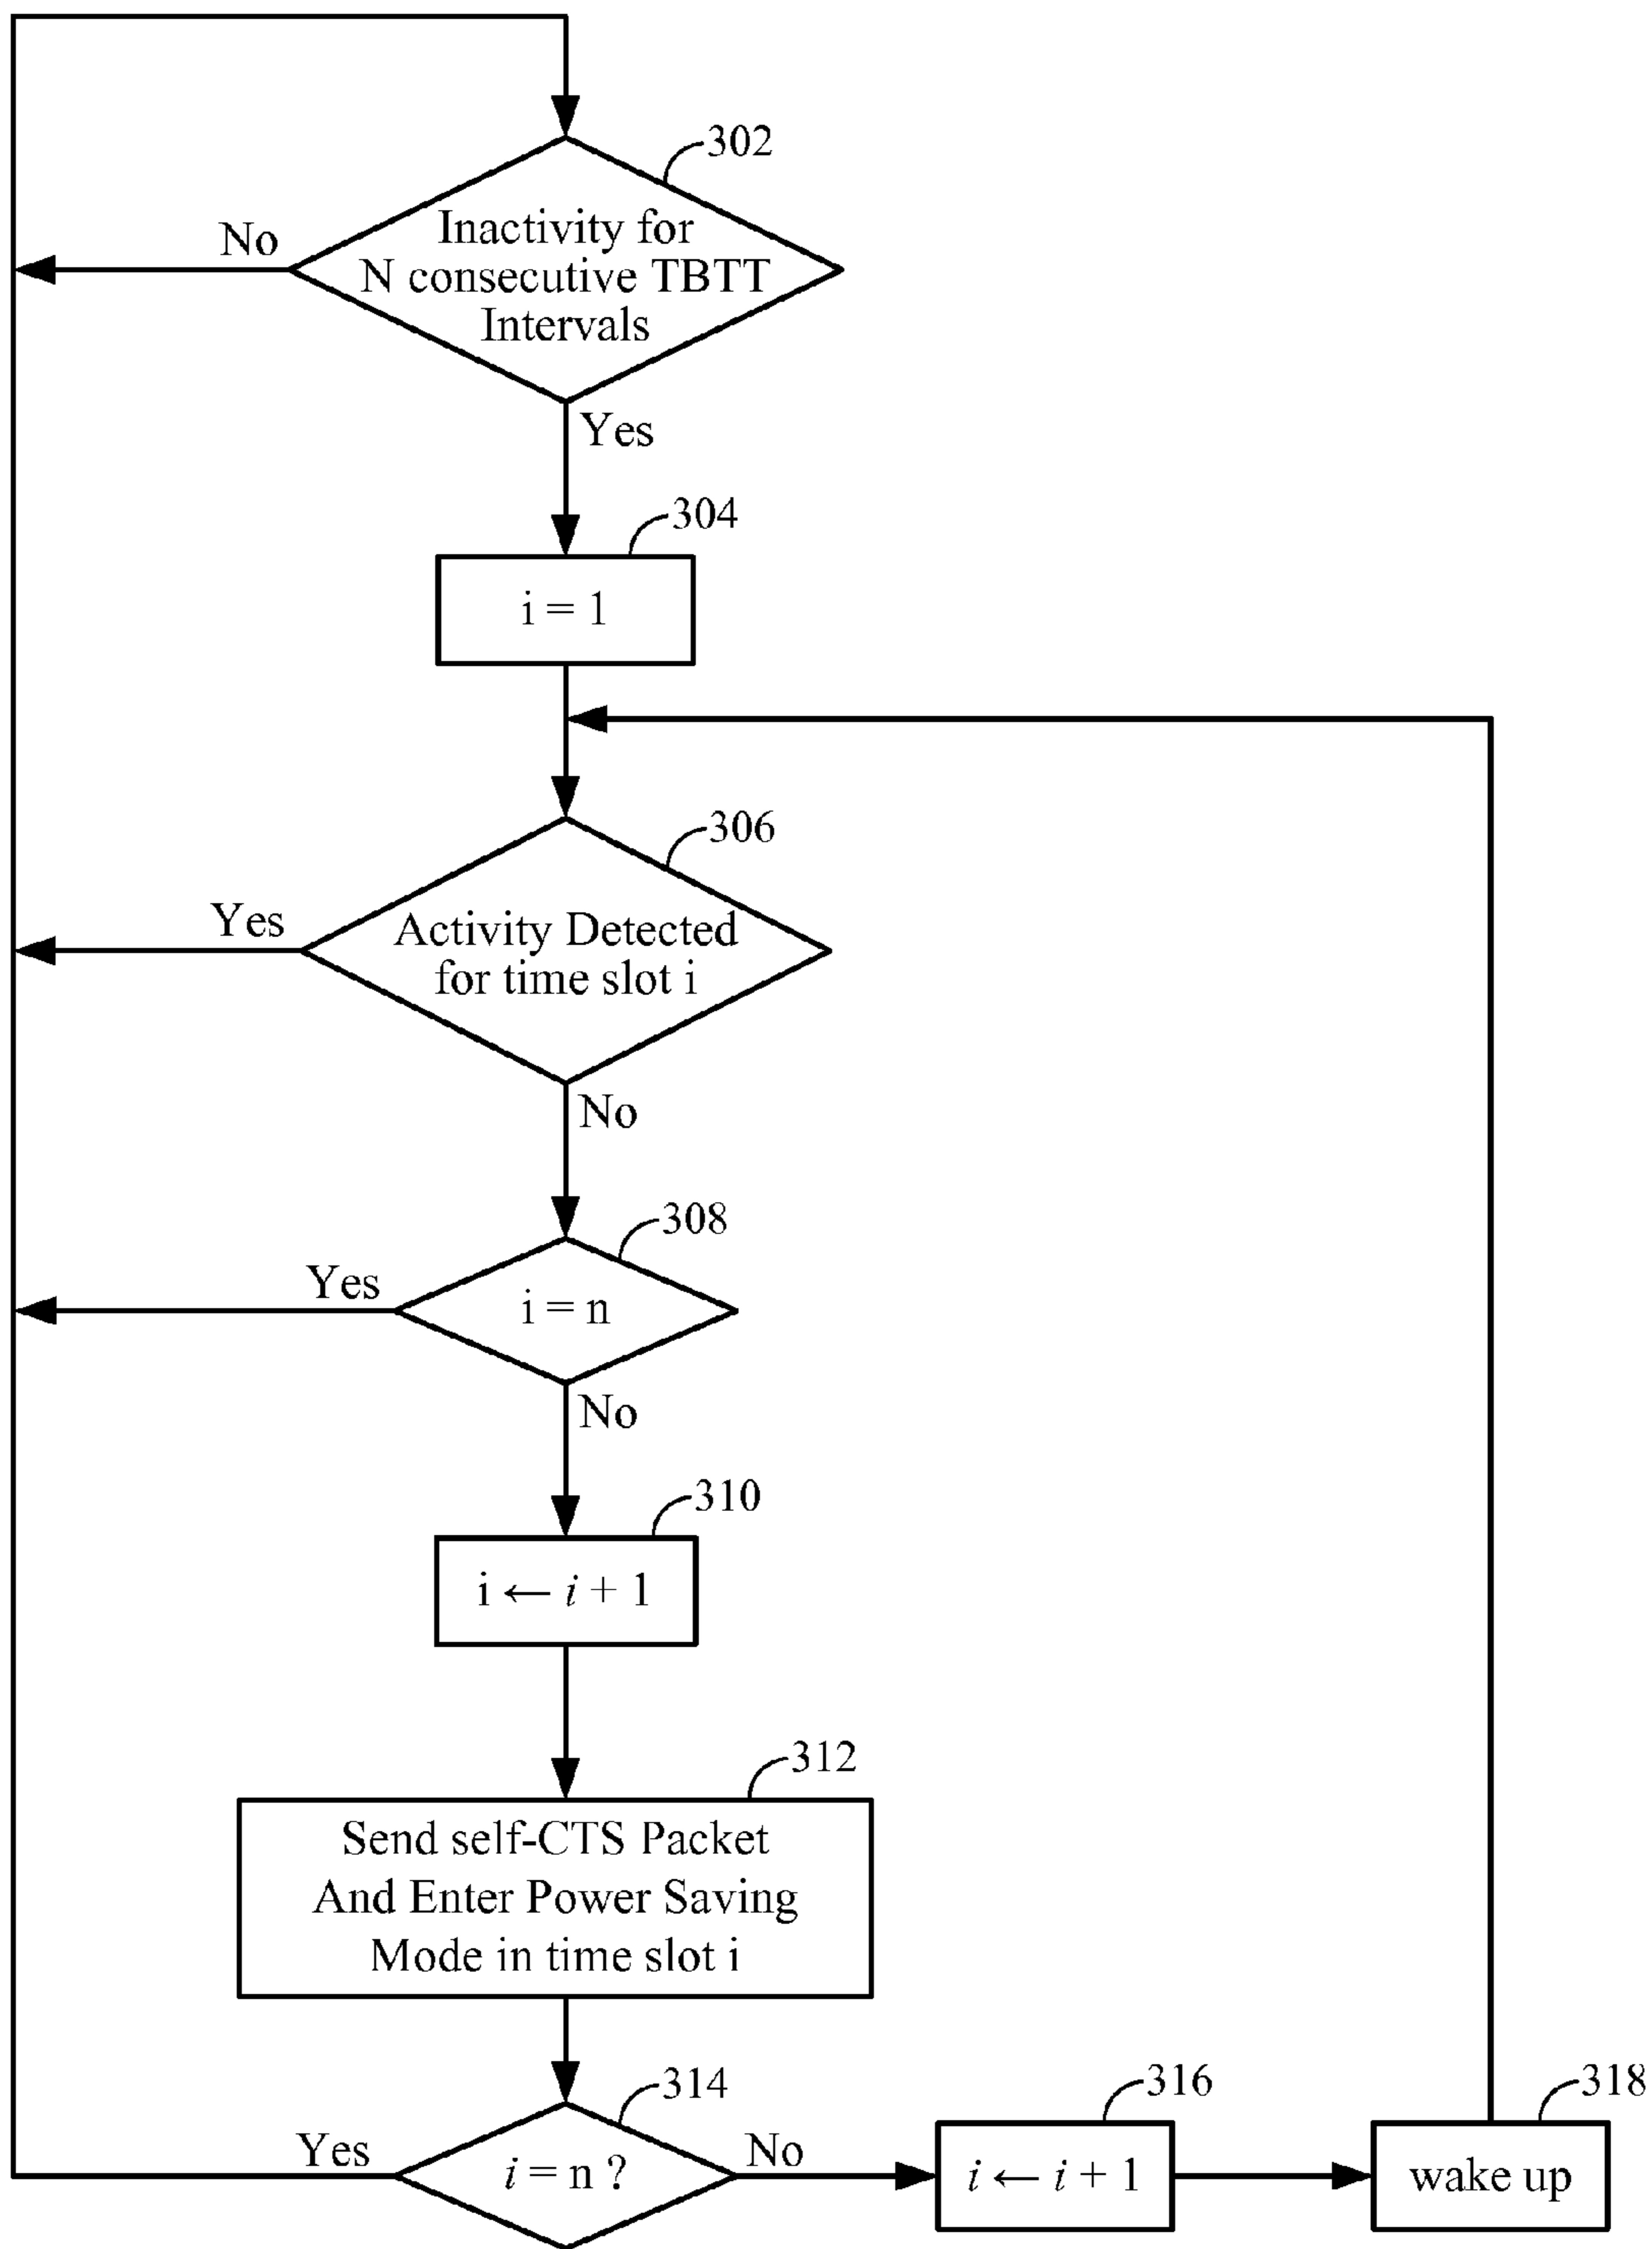 302
Inactivity for
N consecutive TBTT
Intervals
No
Yes
304
i = 1
306
Activity Detected
for time slot i
Yes
No
308
i = n
Yes
No
310
i ← i + 1
312
Send self-CTS Packet
And Enter Power Saving
Mode in time slot i
314
i = n ?
Yes
No
316
i ← i + 1
318
wake up